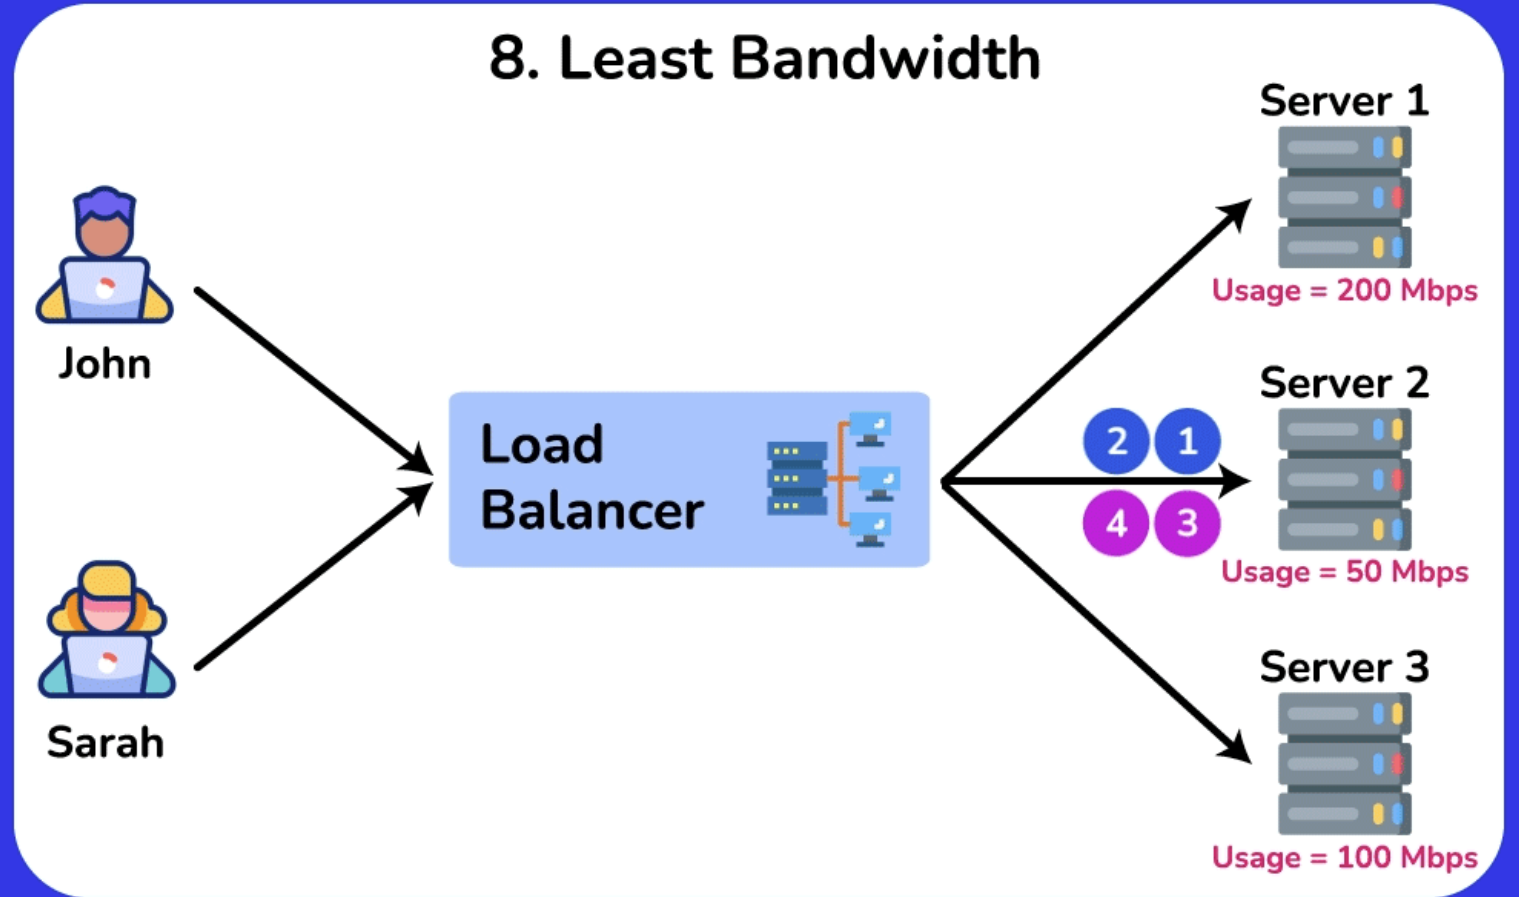 8. Least Bandwidth
Server 1
Usage = 200 Mbps
John
Server 2
Load
Balancer
2 1
4 3
Usage = 50 Mbps
Sarah
Server 3
Usage = 100 Mbps